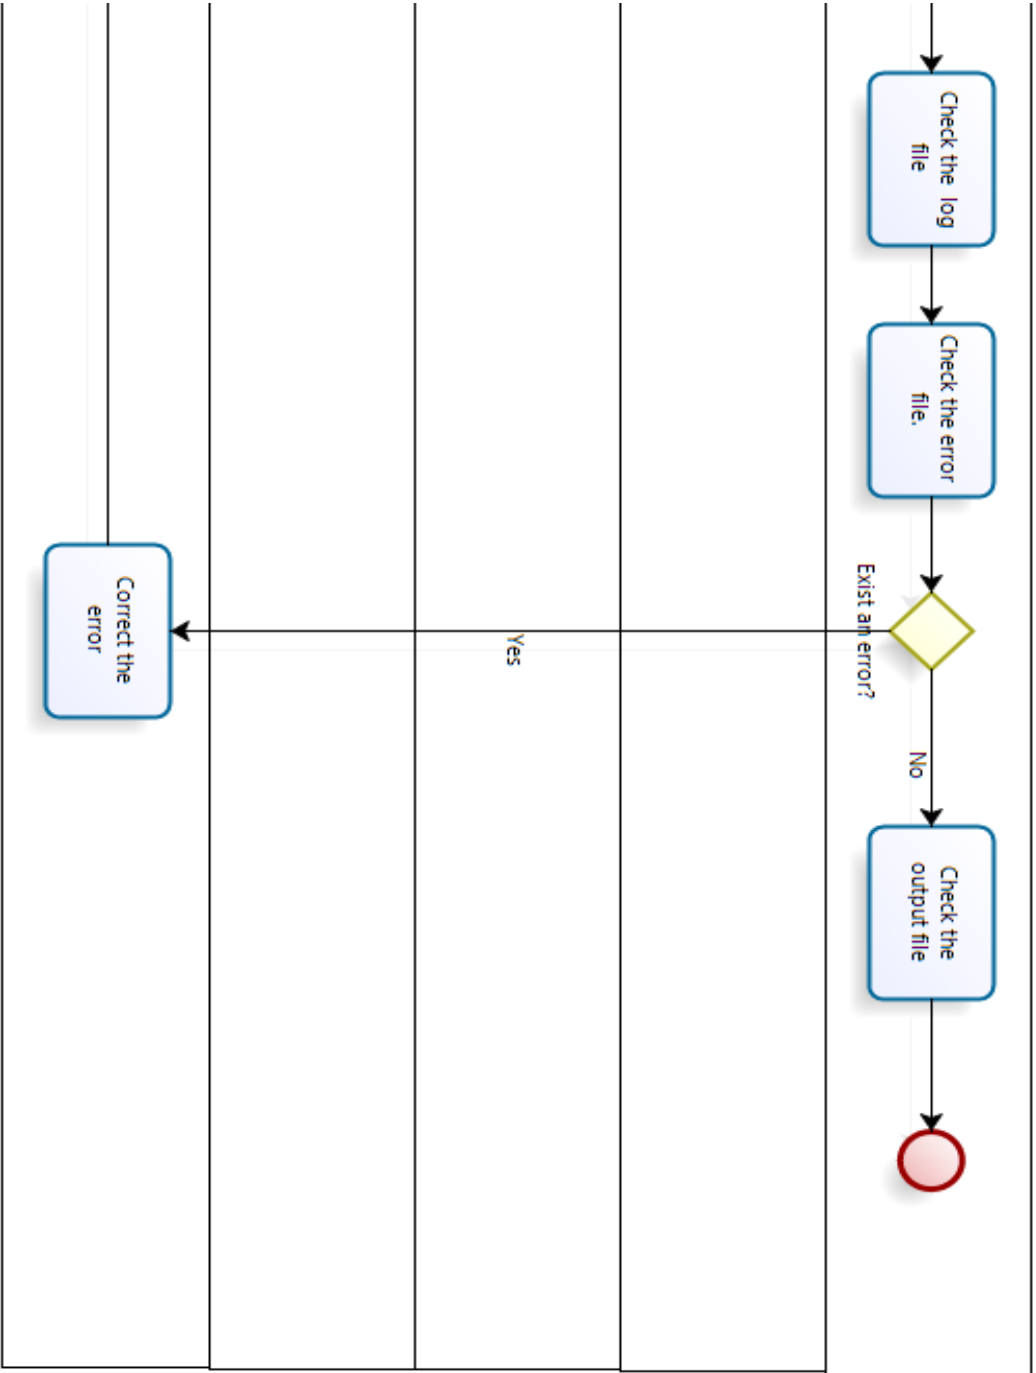 Check the log
file
Check the error
file.
Exist an error?
No
Check the
output file
Yes
Correct the
error